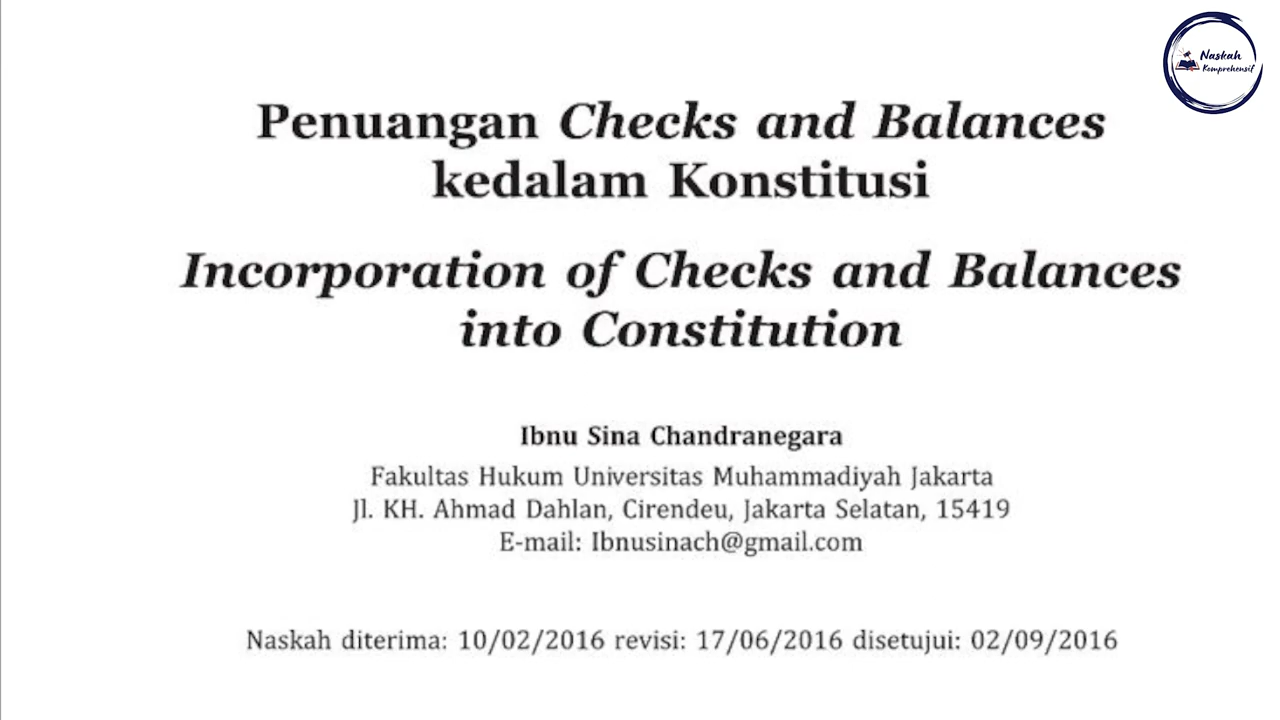 Naskah
Komprehensif
Penuangan Checks and Balances
kedalam Konstitusi
Incorporation of Checks and Balances
into Constitution
Ibnu Sina Chandranegara
Fakultas Hukum Universitas Muhammadiyah Jakarta
Jl. KH. Ahmad Dahlan, Cirendeu, Jakarta Selatan, 15419
E-mail: Ibnusinach@gmail.com
Naskah diterima: 10/02/2016 revisi: 17/06/2016 disetujui: 02/09/2016